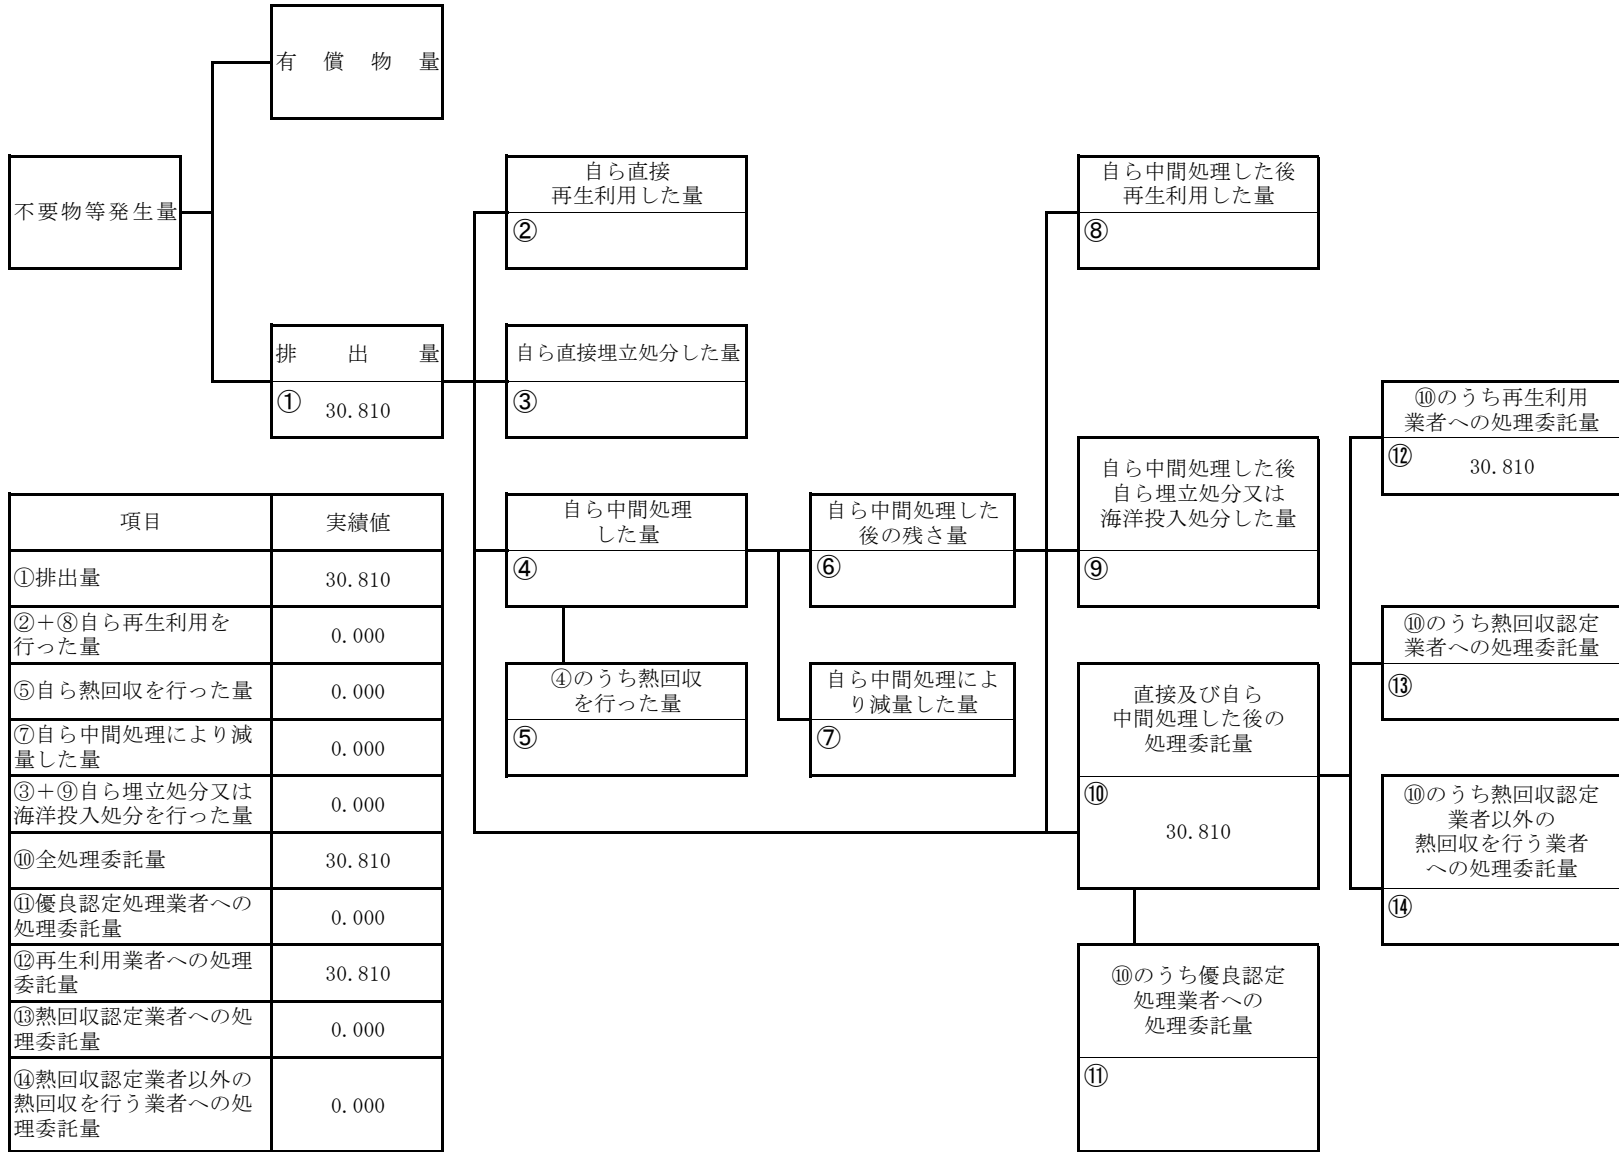 有償物量
不要物等発生量
自ら直接
再生利用した量
②
自ら中間処理した後
再生利用した量
⑧
排出量
① 30.810
自ら直接埋立処分した量
③
⑩のうち再生利用
業者への処理委託量
⑫ 30.810
自ら中間処理
した量
④
自ら中間処理した
後の残さ量
⑥
自ら中間処理した後
自ら埋立処分又は
海洋投入処分した量
⑨
⑩のうち熱回収認定
業者への処理委託量
⑬
④のうち熱回収
を行った量
⑤
自ら中間処理によ
り減量した量
⑦
直接及び自ら
中間処理した後の
処理委託量
⑩
30.810
⑩のうち熱回収認定
業者以外の
熱回収を行う業者
への処理委託量
⑭
⑩のうち優良認定
処理業者への
処理委託量
⑪
項目 実績値
①排出量 30.810
②＋⑧自ら再生利用を
行った量 0.000
⑤自ら熱回収を行った量 0.000
⑦自ら中間処理により減
量した量 0.000
③＋⑨自ら埋立処分又は
海洋投入処分を行った量 0.000
⑩全処理委託量 30.810
⑪優良認定処理業者への
処理委託量 0.000
⑫再生利用業者への処理
委託量 30.810
⑬熱回収認定業者への処
理委託量 0.000
⑭熱回収認定業者以外の
熱回収を行う業者への処
理委託量 0.000